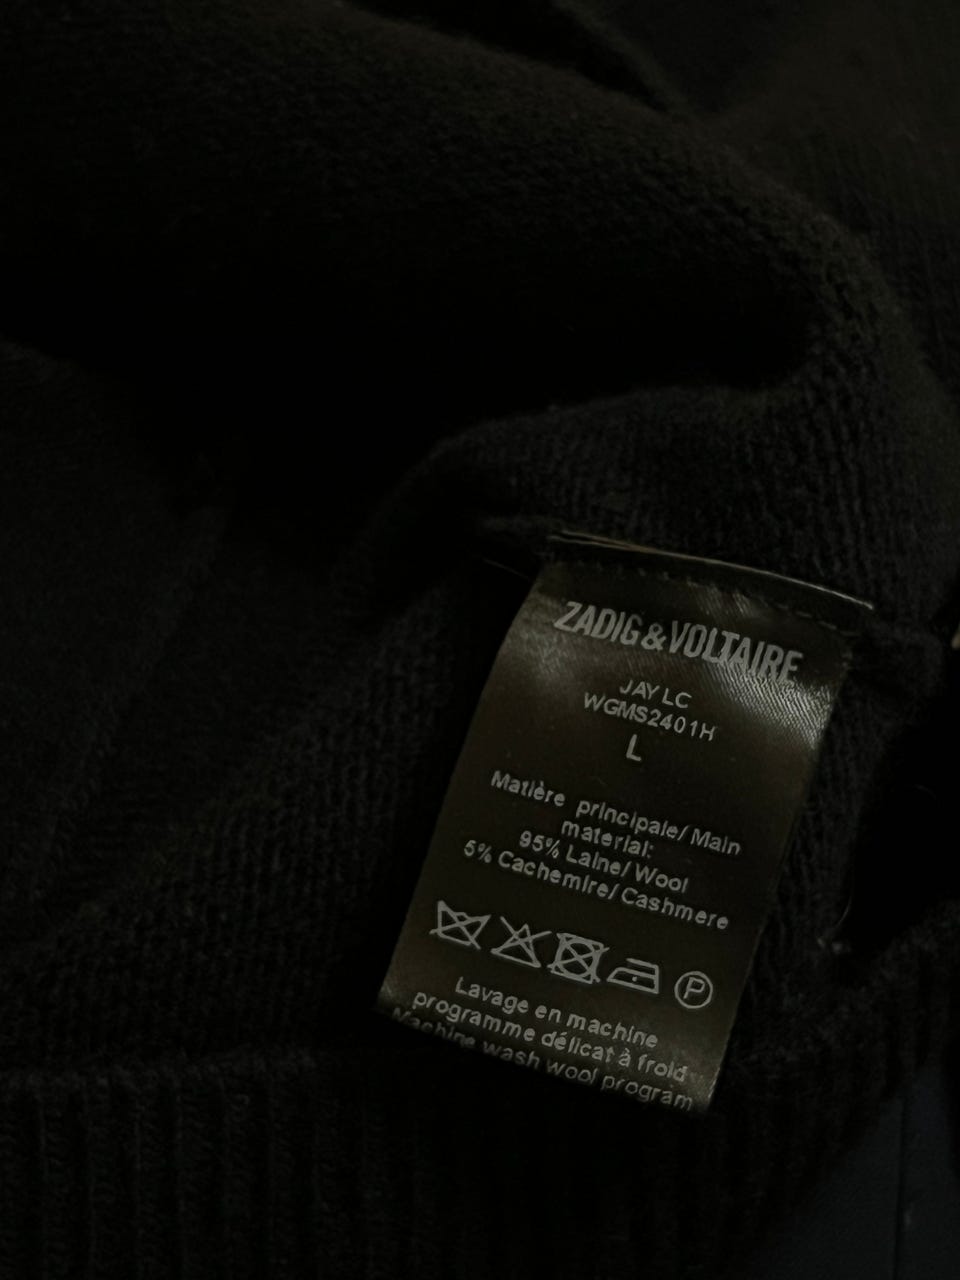 ZADIG&VOLTAIRE
JAY LC
WGMS2401H
L
Matière principale/Main
material:
95% Laine/Wool
5% Cachemire/Cashmere
P
Lavage en machine
programme délicat à froid
Machine wash wool program